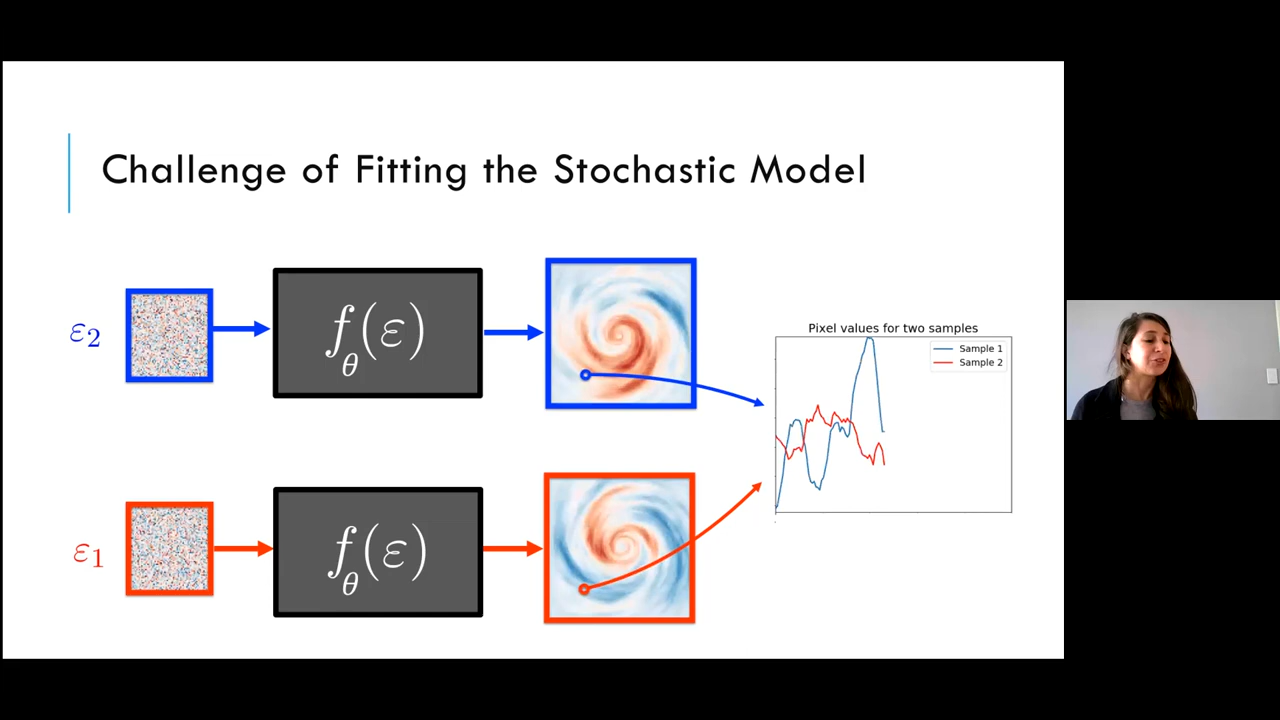 Challenge of Fitting the Stochastic Model
ε₂
f_θ(ε)
Pixel values for two samples
Sample 1
Sample 2
ε₁
f_θ(ε)